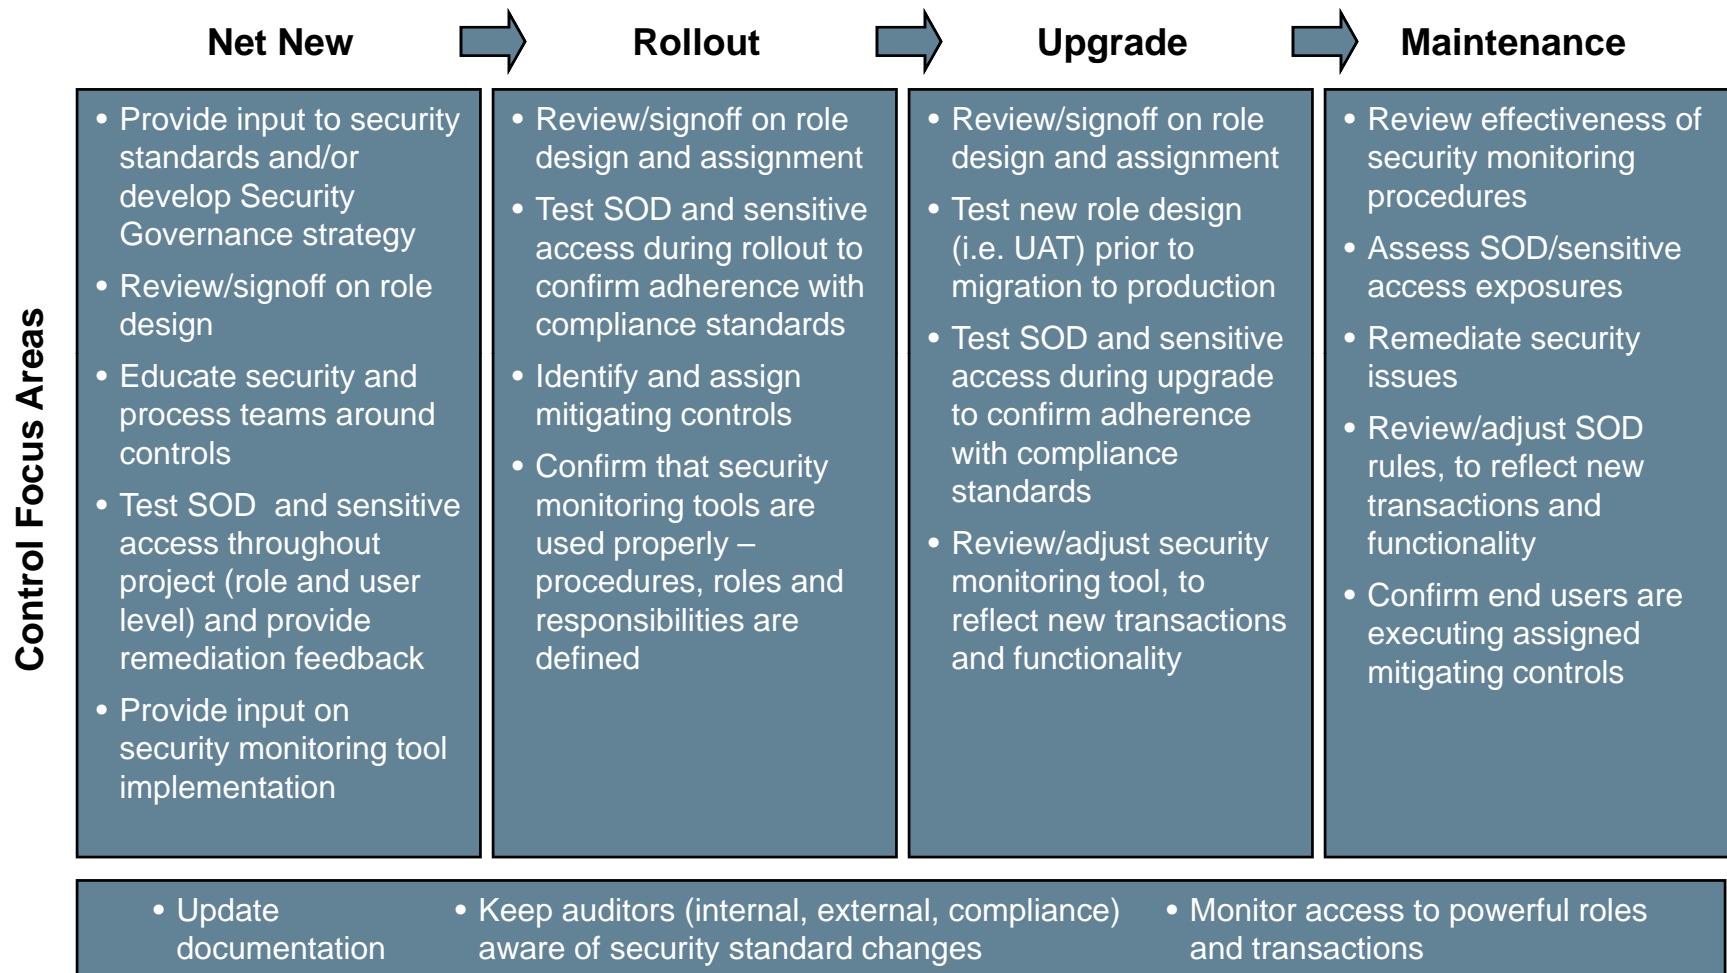 Net New
Rollout
Upgrade
Maintenance
Control Focus Areas
• Provide input to security
standards and/or
develop Security
Governance strategy
• Review/signoff on role
design
• Educate security and
process teams around
controls
• Test SOD  and sensitive
access throughout
project (role and user
level) and provide
remediation feedback
• Provide input on
security monitoring tool
implementation
• Review/signoff on role
design and assignment
• Test SOD and sensitive
access during rollout to
confirm adherence with
compliance standards
• Identify and assign
mitigating controls
• Confirm that security
monitoring tools are
used properly –
procedures, roles and
responsibilities are
defined
• Review/signoff on role
design and assignment
• Test new role design
(i.e. UAT) prior to
migration to production
• Test SOD and sensitive
access during upgrade
to confirm adherence
with compliance
standards
• Review/adjust security
monitoring tool, to
reflect new transactions
and functionality
• Review effectiveness of
security monitoring
procedures
• Assess SOD/sensitive
access exposures
• Remediate security
issues
• Review/adjust SOD
rules, to reflect new
transactions and
functionality
• Confirm end users are
executing assigned
mitigating controls
• Update
documentation
• Keep auditors (internal, external, compliance)
aware of security standard changes
• Monitor access to powerful roles
and transactions